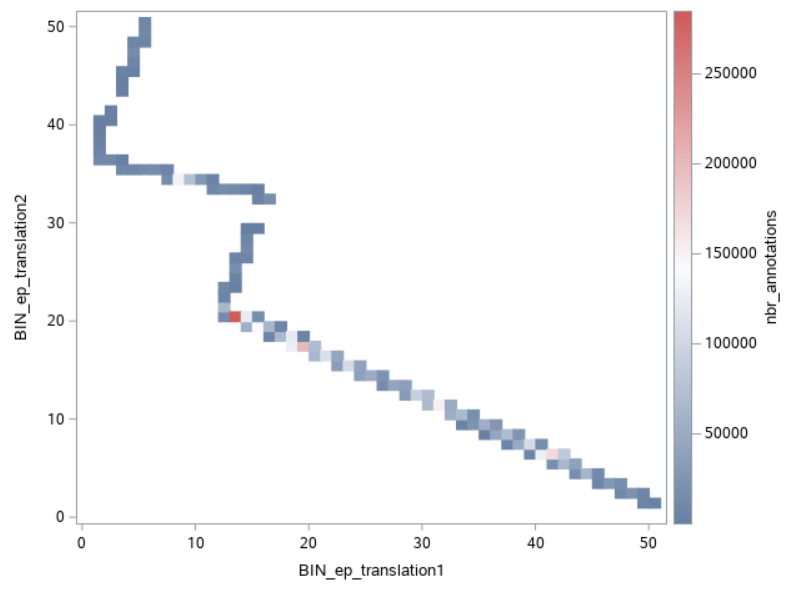 50
40
30
20
10
0
BIN_ep_translation2
0 10 20 30 40 50
BIN_ep_translation1
250000
200000
150000
100000
50000
nbr_annotations